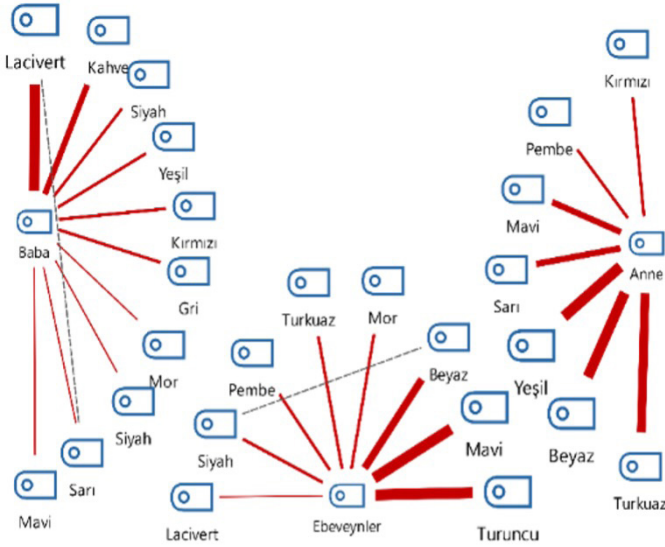 Lacivert
Kahve
Siyah
Yeşil
Kırmızı
Baba
Gri
Mor
Siyah
Sarı
Mavi
Turkuaz
Mor
Pembe
Beyaz
Siyah
Mavi
Lacivert
Ebeveynler
Turuncu
Kırmızı
Pembe
Mavi
Anne
Sarı
Yeşil
Beyaz
Turkuaz